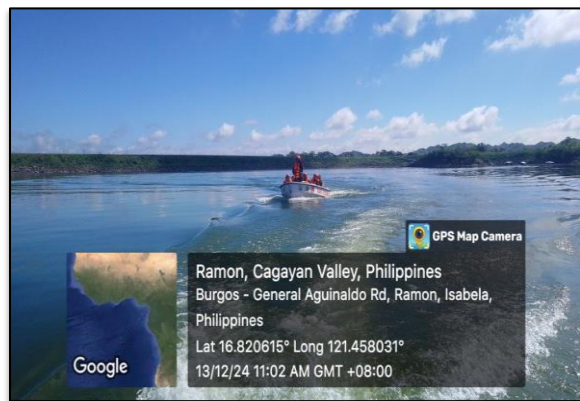 GPS Map Camera
Ramon, Cagayan Valley, Philippines
Burgos - General Aguinaldo Rd, Ramon, Isabela,
Philippines
Lat 16.820615° Long 121.458031°
13/12/24 11:02 AM GMT +08:00
Google